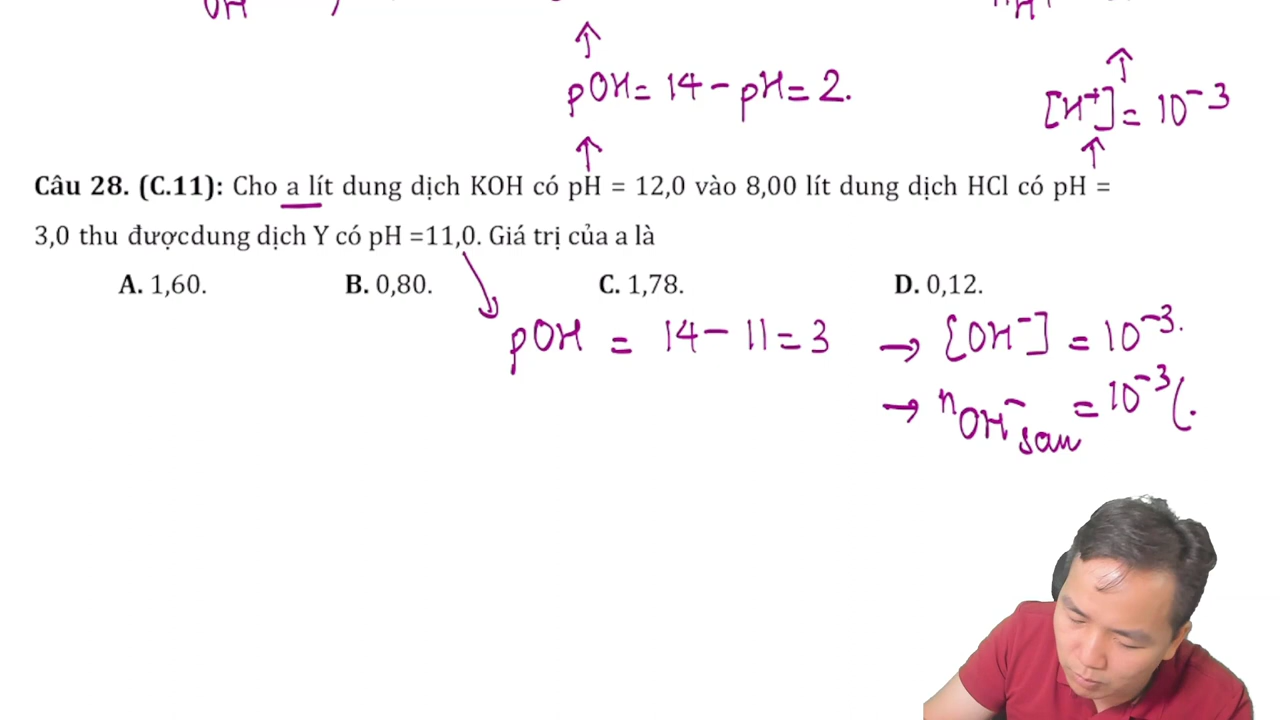 OH
H
pOH = 14 - pH = 2.
[H+] = 10⁻³
Câu 28. (C.11): Cho a lít dung dịch KOH có pH = 12,0 vào 8,00 lít dung dịch HCl có pH =
3,0 thu đượcdung dịch Y có pH =11,0. Giá trị của a là
A. 1,60. B. 0,80. C. 1,78. D. 0,12.
pOH = 14 - 11 = 3 → [OH⁻] = 10⁻³.
→ nOH⁻ sau = 10⁻³(.